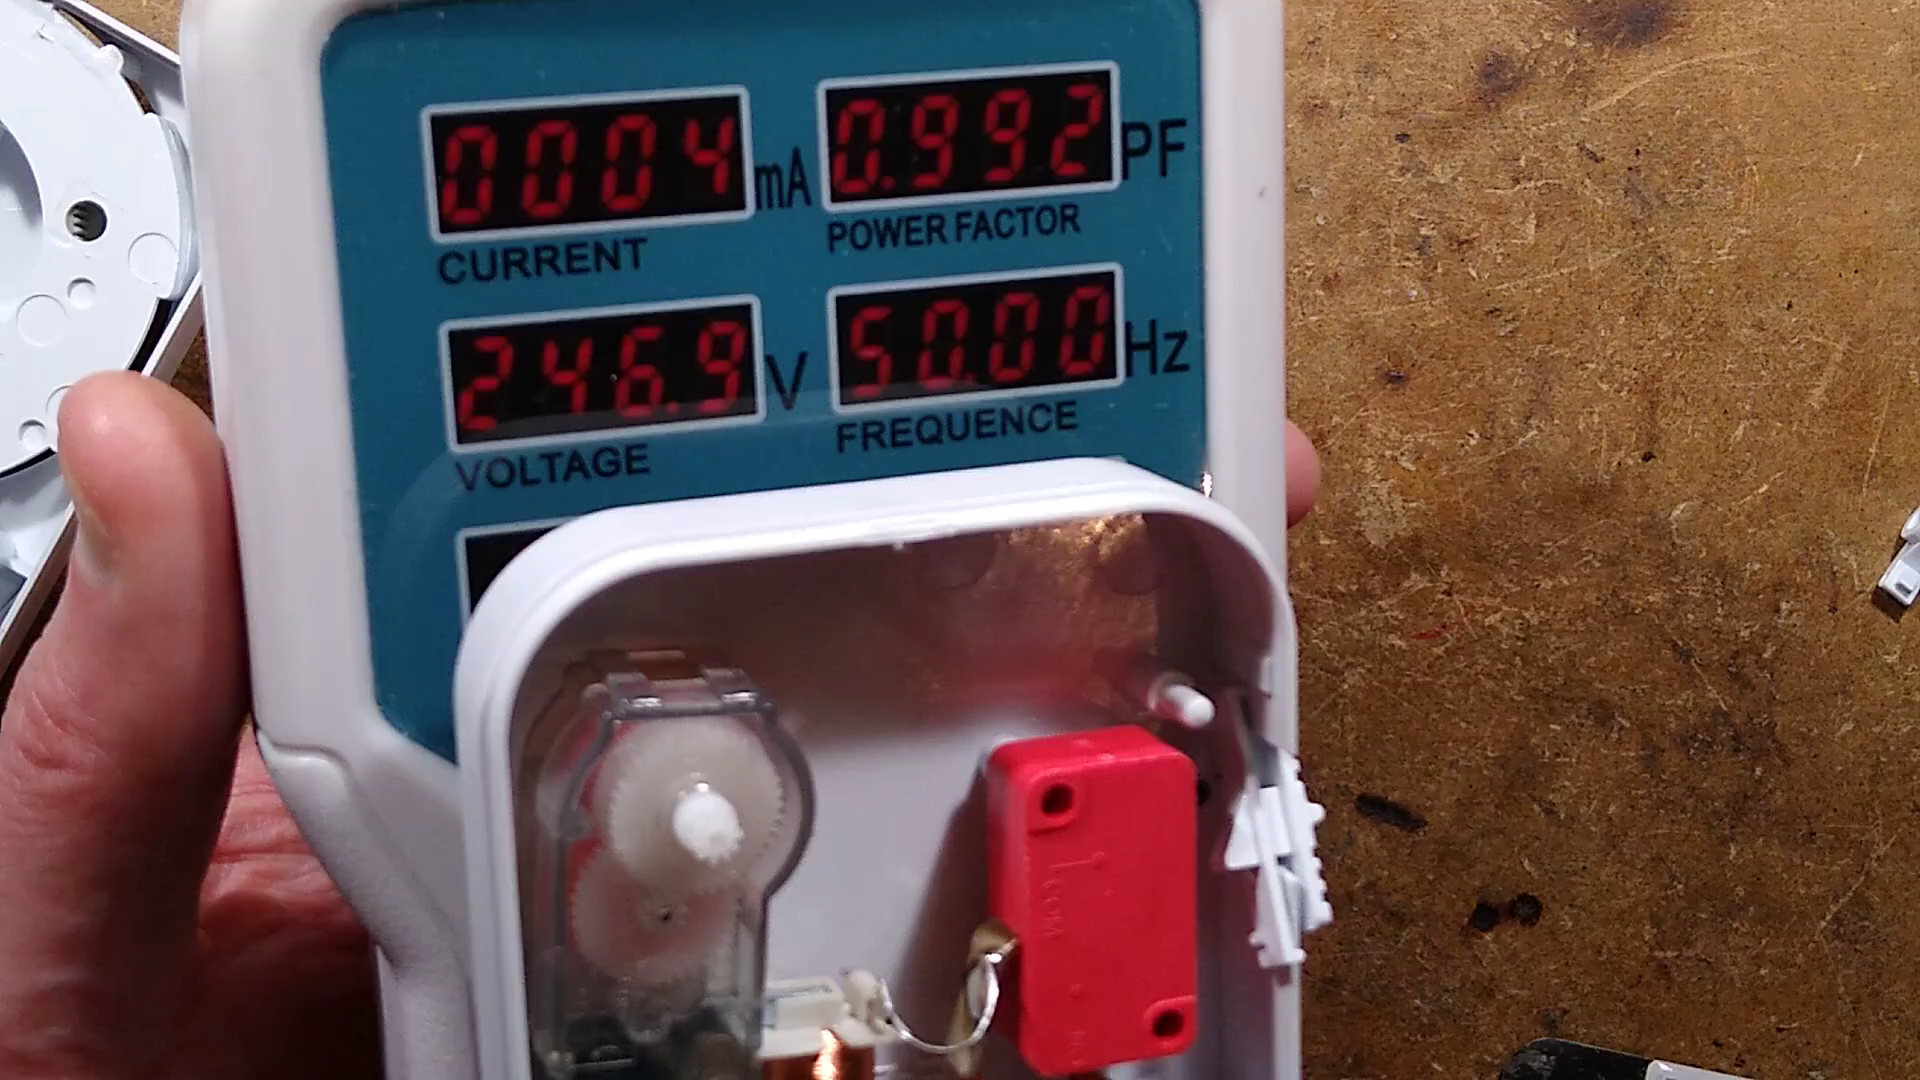 0004 mA 0.992 PF
CURRENT POWER FACTOR
246.9 V 50.00 Hz
VOLTAGE FREQUENCE